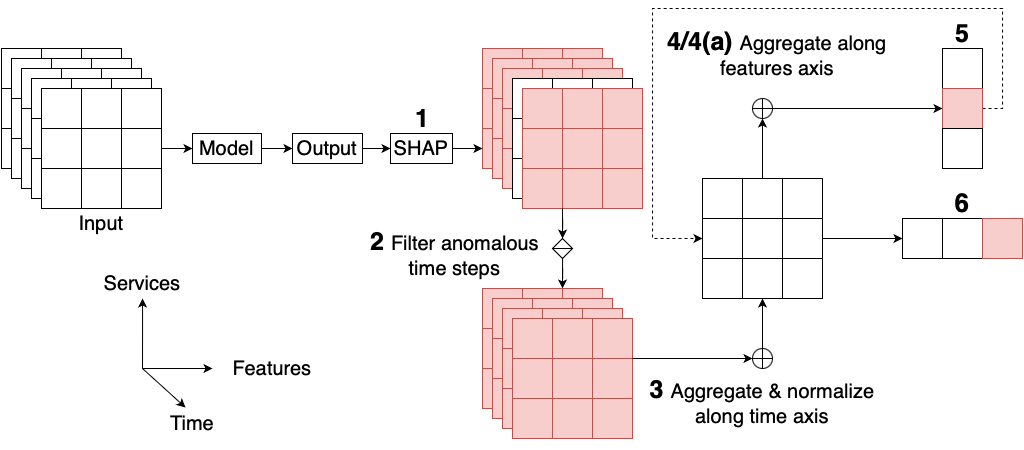 4/4(a) Aggregate along
features axis
5
1
Model
Output
SHAP
Input
6
2 Filter anomalous
time steps
Services
Features
Time
3 Aggregate & normalize
along time axis